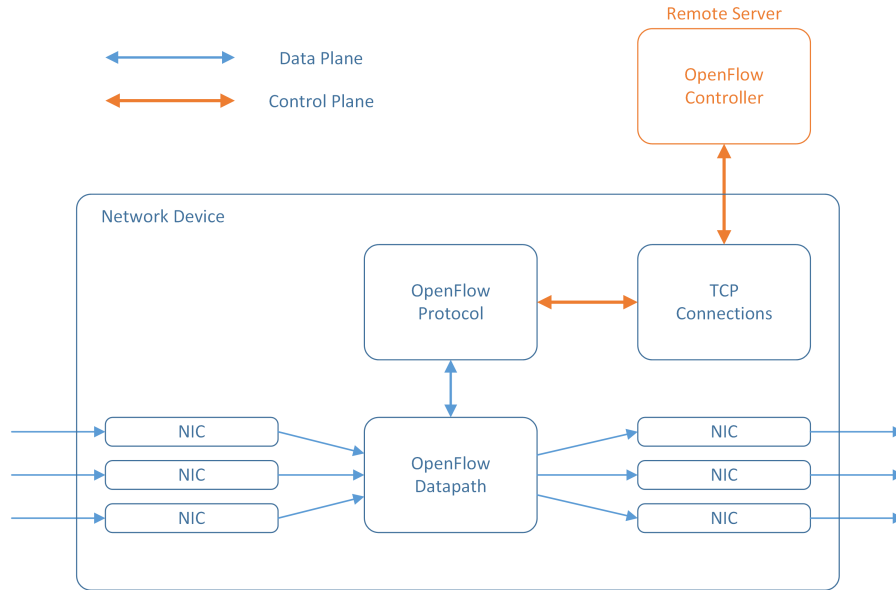 Remote Server
Data Plane
OpenFlow
Controller
Control Plane
Network Device
OpenFlow
Protocol
TCP
Connections
NIC
NIC
NIC
OpenFlow
Datapath
NIC
NIC
NIC